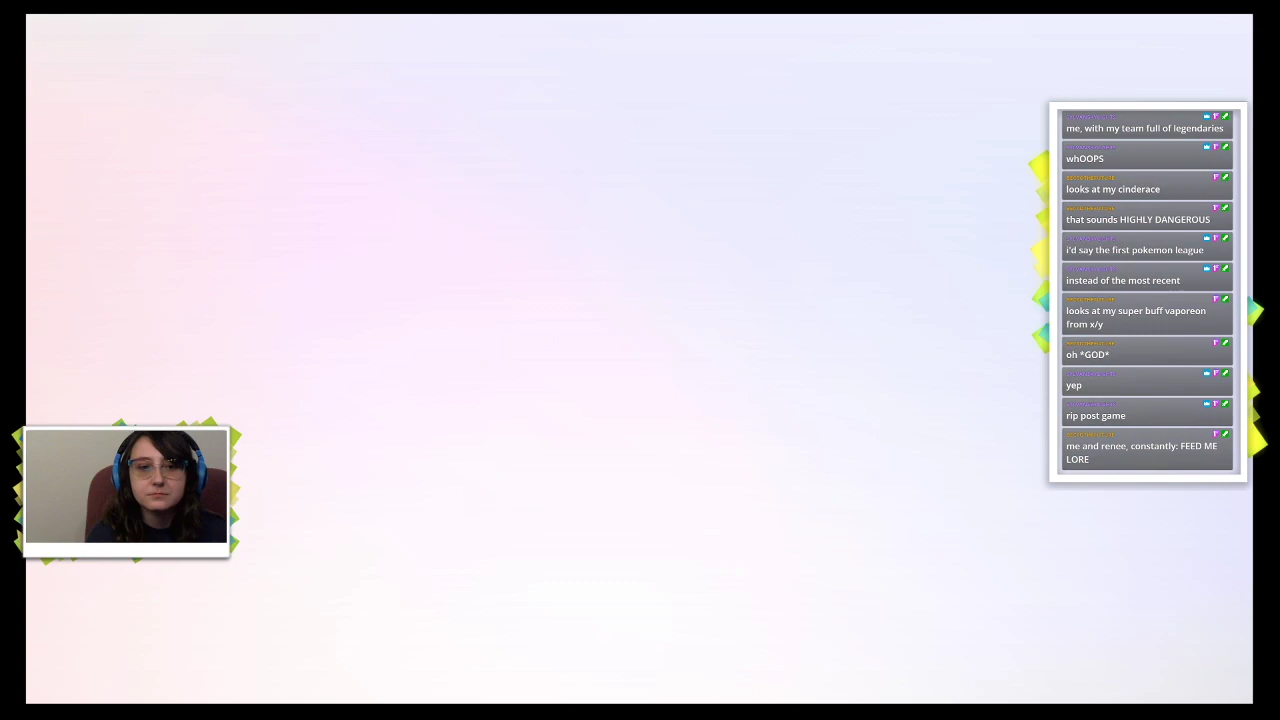 me, with my team full of legendaries
whOOPS
looks at my cinderace
that sounds HIGHLY DANGEROUS
i'd say the first pokemon league
instead of the most recent
looks at my super buff vaporeon
from x/y
oh *GOD*
yep
rip post game
me and renee, constantly: FEED ME
LORE